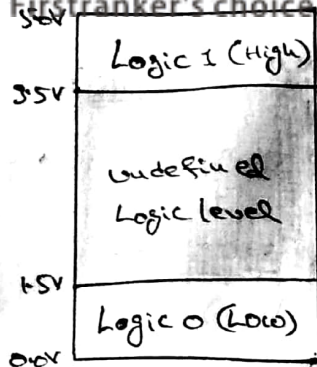 Firstranker's choice
5.0V
Logic 1 (High)
3.5V
undefined
Logic level
1.5V
Logic 0 (Low)
0.0V